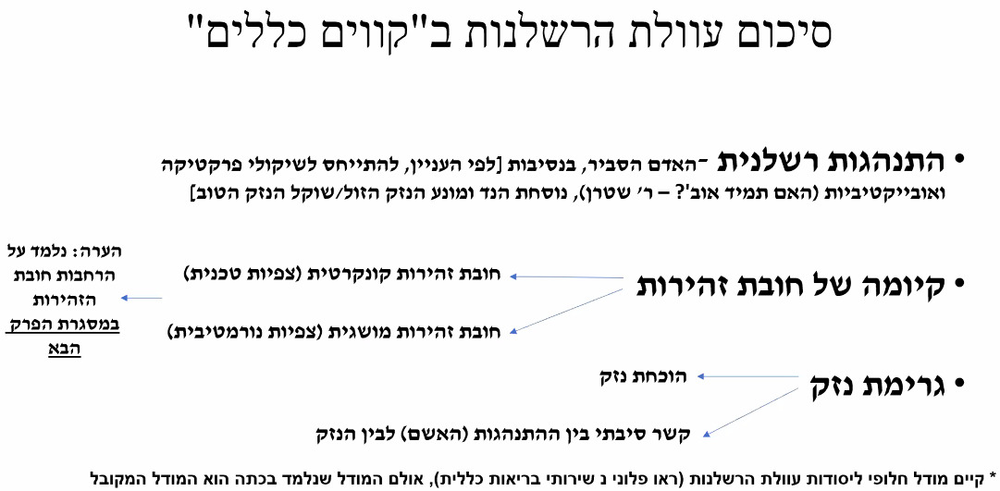 סיכום עוולת הרשלנות ב"קווים כללים"
• התנהגות רשלנית -האדם הסביר, בנסיבות [לפי העניין, להתייחס לשיקולי פרקטיקה
ואובייקטיביות (האם תמיד אוב'? – ר' שטרן), נוסחת הנד ומונע הנזק הזול/שוקל הנזק הטוב]
• קיומה של חובת זהירות
חובת זהירות קונקרטית (צפיות טכנית)
חובת זהירות מושגית (צפיות נורמטיבית)
הערה: נלמד על
הרחבות חובת
הזהירות
במסגרת הפרק
הבא
• גרימת נזק
הוכחת נזק
קשר סיבתי בין ההתנהגות (האשם) לבין הנזק
* קיים מודל חלופי ליסודות עוולת הרשלנות (ראו פלוני נ שירותי בריאות כללית), אולם המודל שנלמד בכתה הוא המודל המקובל